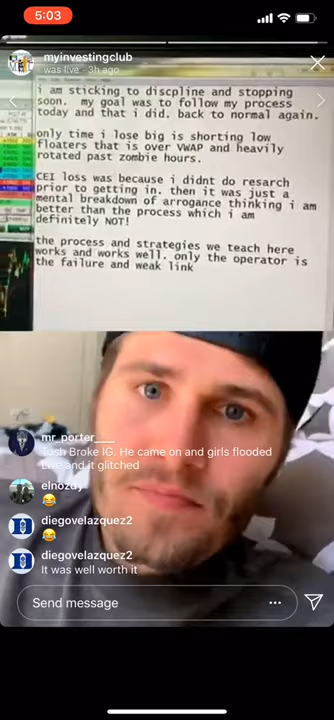 5:03
myinvestingclub
was live · 3h ago
i am sticking to discpline and stopping
soon. my goal was to follow my process
today and that i did. back to normal again.
only time i lose big is shorting low
floaters that is over VWAP and heavily
rotated past zombie hours.
CEI loss was because i didnt do resarch
prior to getting in. then it was just a
mental breakdown of arrogance thinking i am
better than the process which i am
definitely NOT!
the process and strategies we teach here
works and works well. only the operator is
the failure and weak link
mr_porter____
Tosh Broke IG. He came on and girls flooded
Live and it glitched
elnozdy
😂
diegovelazquez2
😂
diegovelazquez2
It was well worth it
Send message